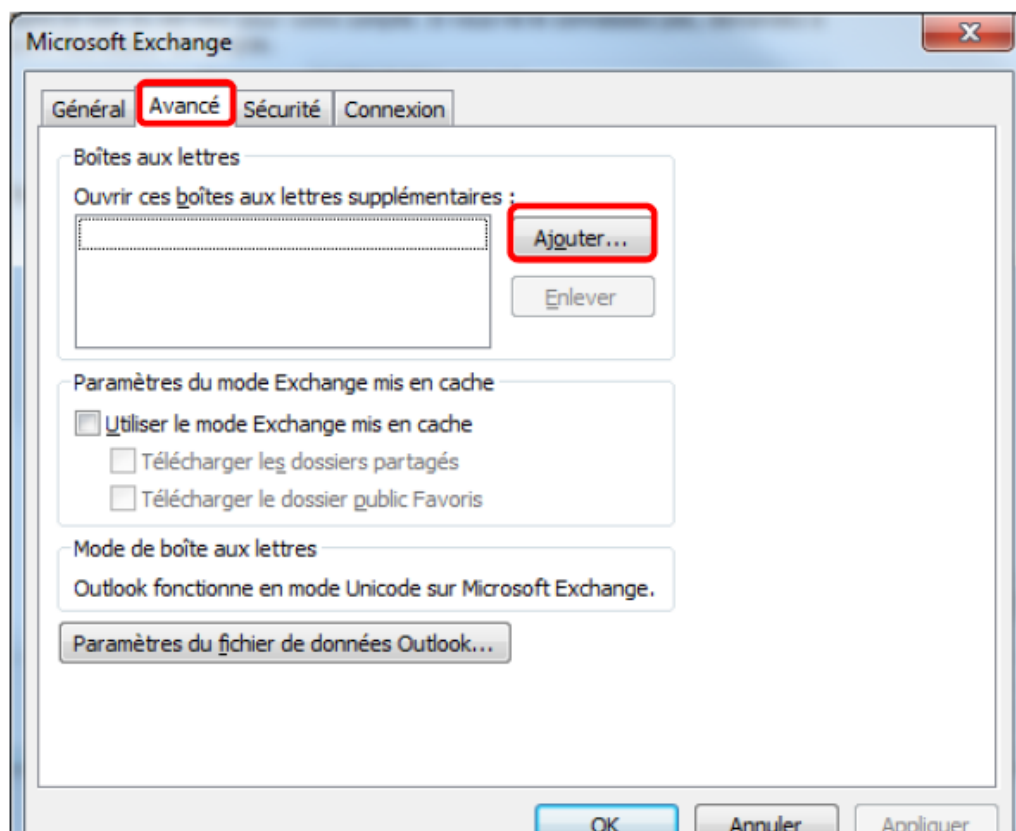 Microsoft Exchange
Général Avancé Sécurité Connexion
Boîtes aux lettres
Ouvrir ces boîtes aux lettres supplémentaires :
Ajouter...
Enlever
Paramètres du mode Exchange mis en cache
Utiliser le mode Exchange mis en cache
Télécharger les dossiers partagés
Télécharger le dossier public Favoris
Mode de boîte aux lettres
Outlook fonctionne en mode Unicode sur Microsoft Exchange.
Paramètres du fichier de données Outlook...
OK Annuler Appliquer